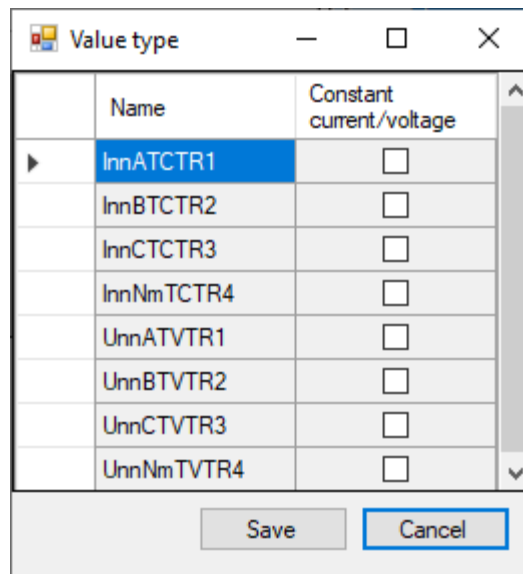 Value type
Name
Constant
current/voltage
InnATCTR1
InnBTCTR2
InnCTCTR3
InnNmTCTR4
UnnATVTR1
UnnBTVTR2
UnnCTVTR3
UnnNmTVTR4
Save Cancel